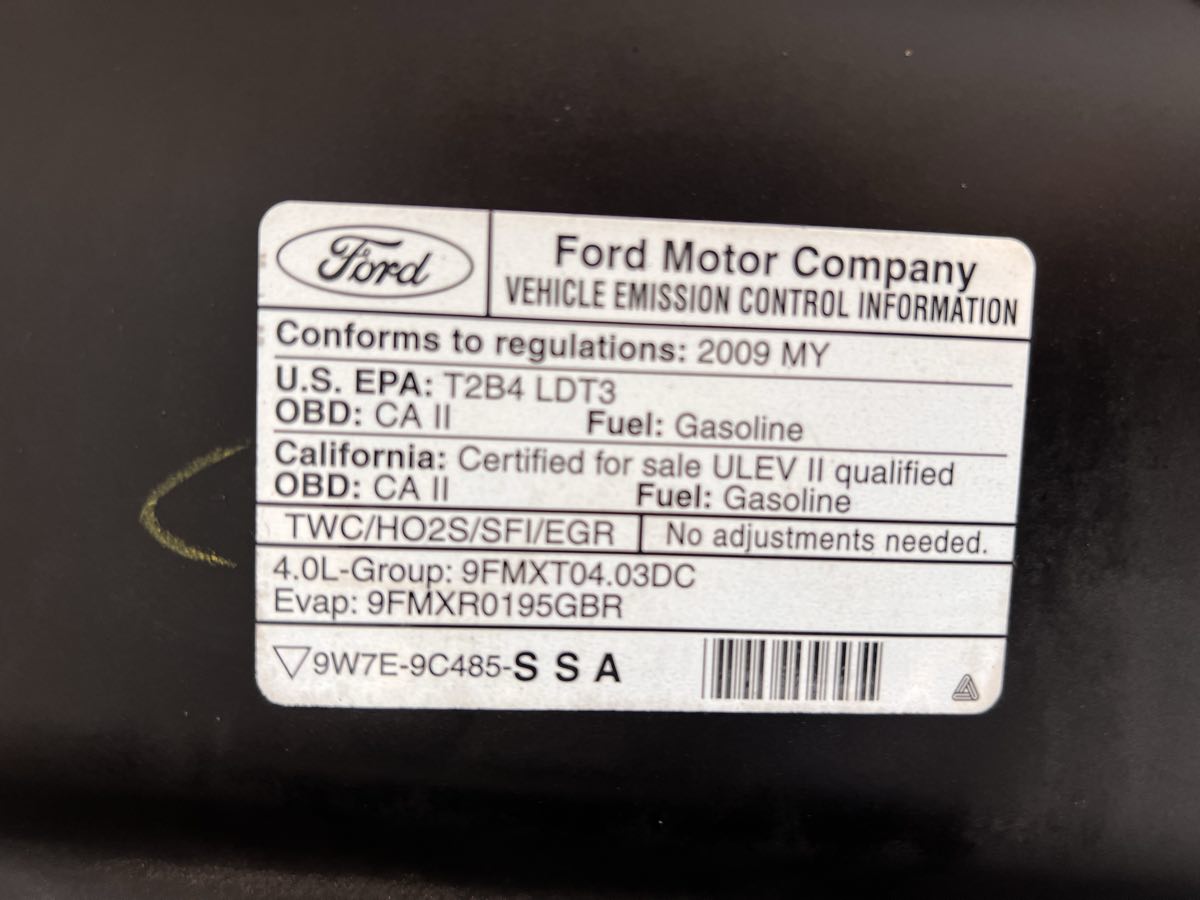 Ford
Ford Motor Company
VEHICLE EMISSION CONTROL INFORMATION
Conforms to regulations: 2009 MY
U.S. EPA: T2B4 LDT3
OBD: CA II Fuel: Gasoline
California: Certified for sale ULEV II qualified
OBD: CA II Fuel: Gasoline
TWC/HO2S/SFI/EGR No adjustments needed.
4.0L-Group: 9FMXT04.03DC
Evap: 9FMXR0195GBR
9W7E-9C485-S S A